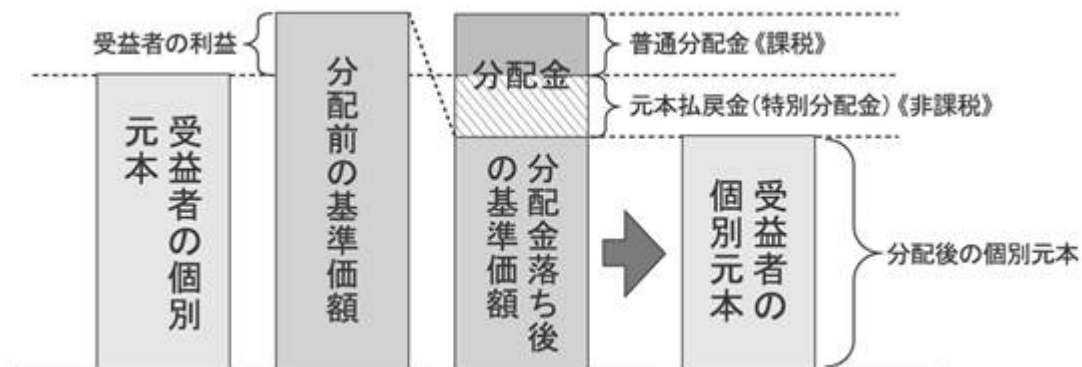 受益者の利益
受益者の個別
元本
分配前の基準価額
分配金
分配金落ち後
の基準価額
普通分配金《課税》
元本払戻金(特別分配金)《非課税》
受益者の
個別元本
分配後の個別元本